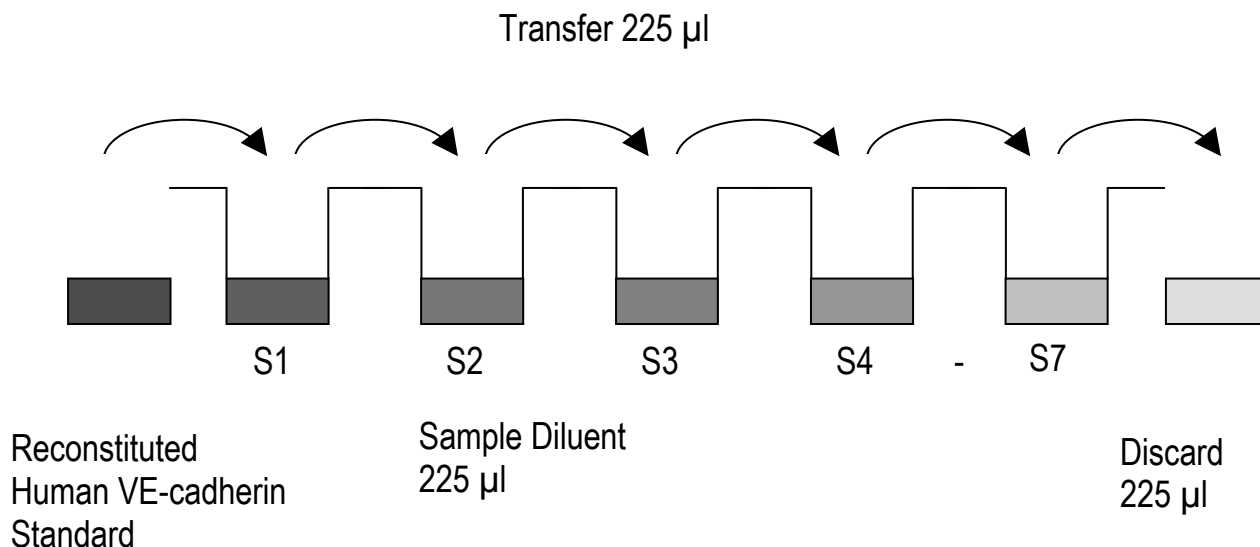 Transfer 225 µl
S1 S2 S3 S4 - S7
Reconstituted
Human VE-cadherin
Standard
Sample Diluent
225 µl
Discard
225 µl